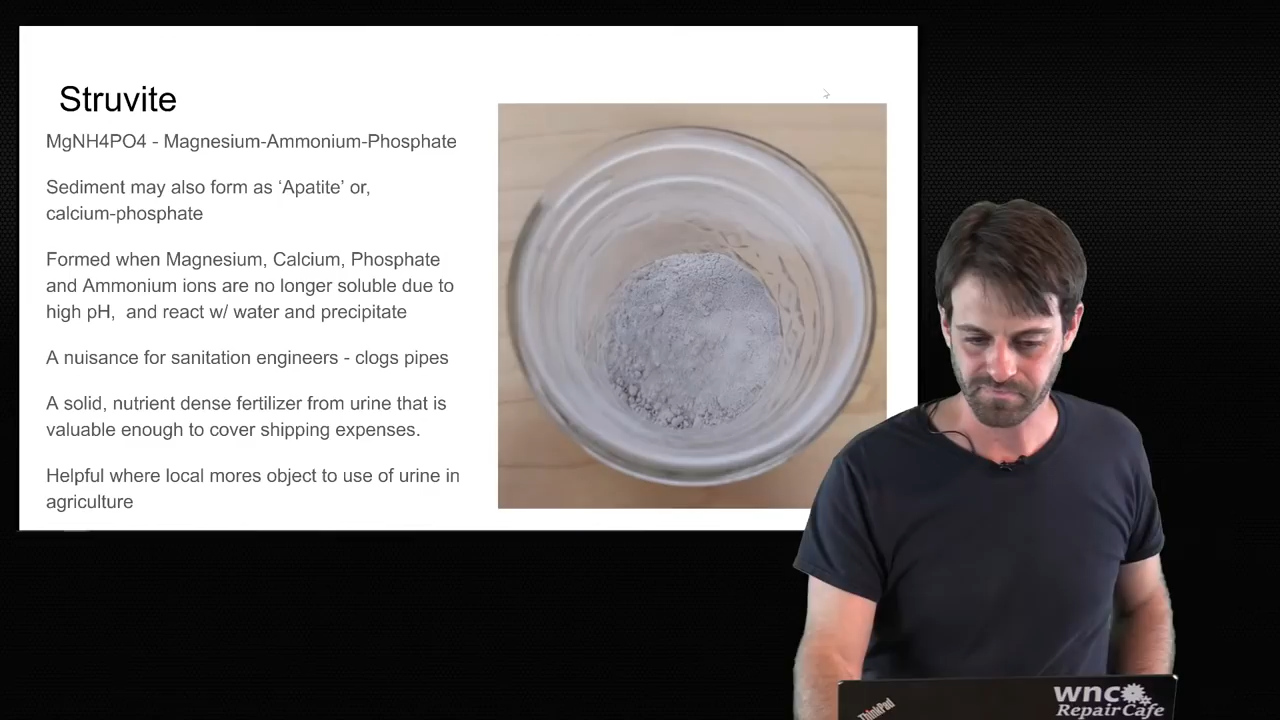 Struvite
MgNH4PO4 - Magnesium-Ammonium-Phosphate
Sediment may also form as ‘Apatite’ or,
calcium-phosphate
Formed when Magnesium, Calcium, Phosphate
and Ammonium ions are no longer soluble due to
high pH,  and react w/ water and precipitate
A nuisance for sanitation engineers - clogs pipes
A solid, nutrient dense fertilizer from urine that is
valuable enough to cover shipping expenses.
Helpful where local mores object to use of urine in
agriculture
ThinkPad
wnc
Repair Cafe